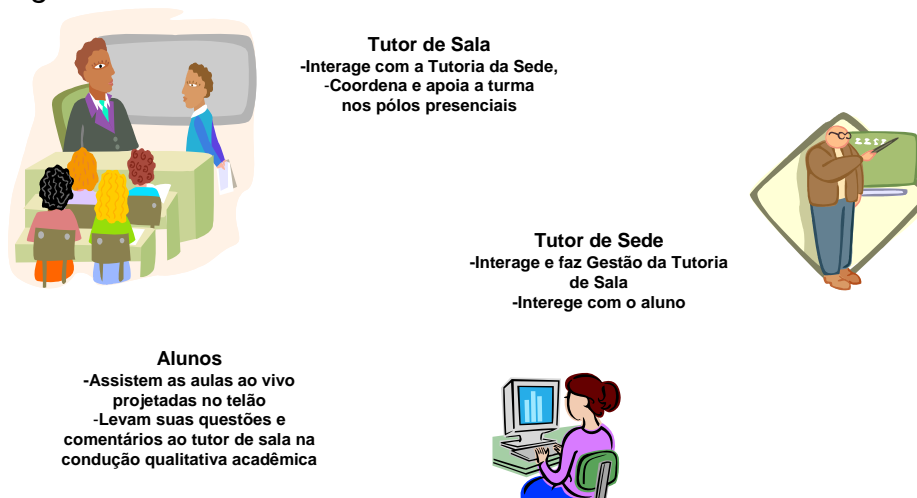 Tutor de Sala
-Interage com a Tutoria da Sede,
-Coordena e apoia a turma
nos pólos presenciais
Tutor de Sede
-Interage e faz Gestão da Tutoria
de Sala
-Interege com o aluno
Alunos
-Assistem as aulas ao vivo
projetadas no telão
-Levam suas questões e
comentários ao tutor de sala na
condução qualitativa acadêmica